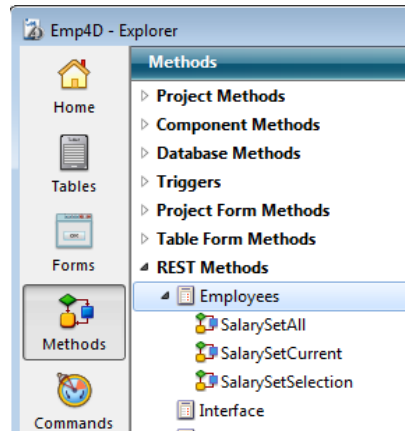 Emp4D - Explorer
Home
Tables
Forms
Methods
Commands
Methods
Project Methods
Component Methods
Database Methods
Triggers
Project Form Methods
Table Form Methods
REST Methods
Employees
SalarySetAll
SalarySetCurrent
SalarySetSelection
Interface